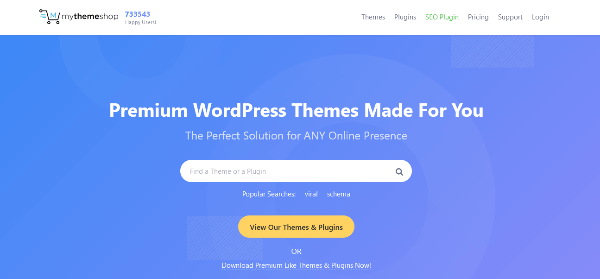 mythemeshop
733543
Happy Users!
Themes Plugins SEO Plugin Pricing Support Login
Premium WordPress Themes Made For You
The Perfect Solution for ANY Online Presence
Find a Theme or a Plugin
Popular Searches: viral schema
View Our Themes & Plugins
OR
Download Premium Like Themes & Plugins Now!